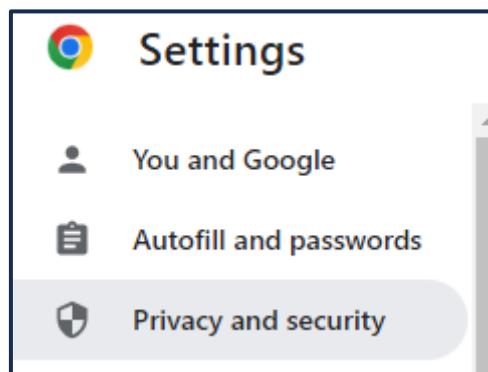 Settings
You and Google
Autofill and passwords
Privacy and security